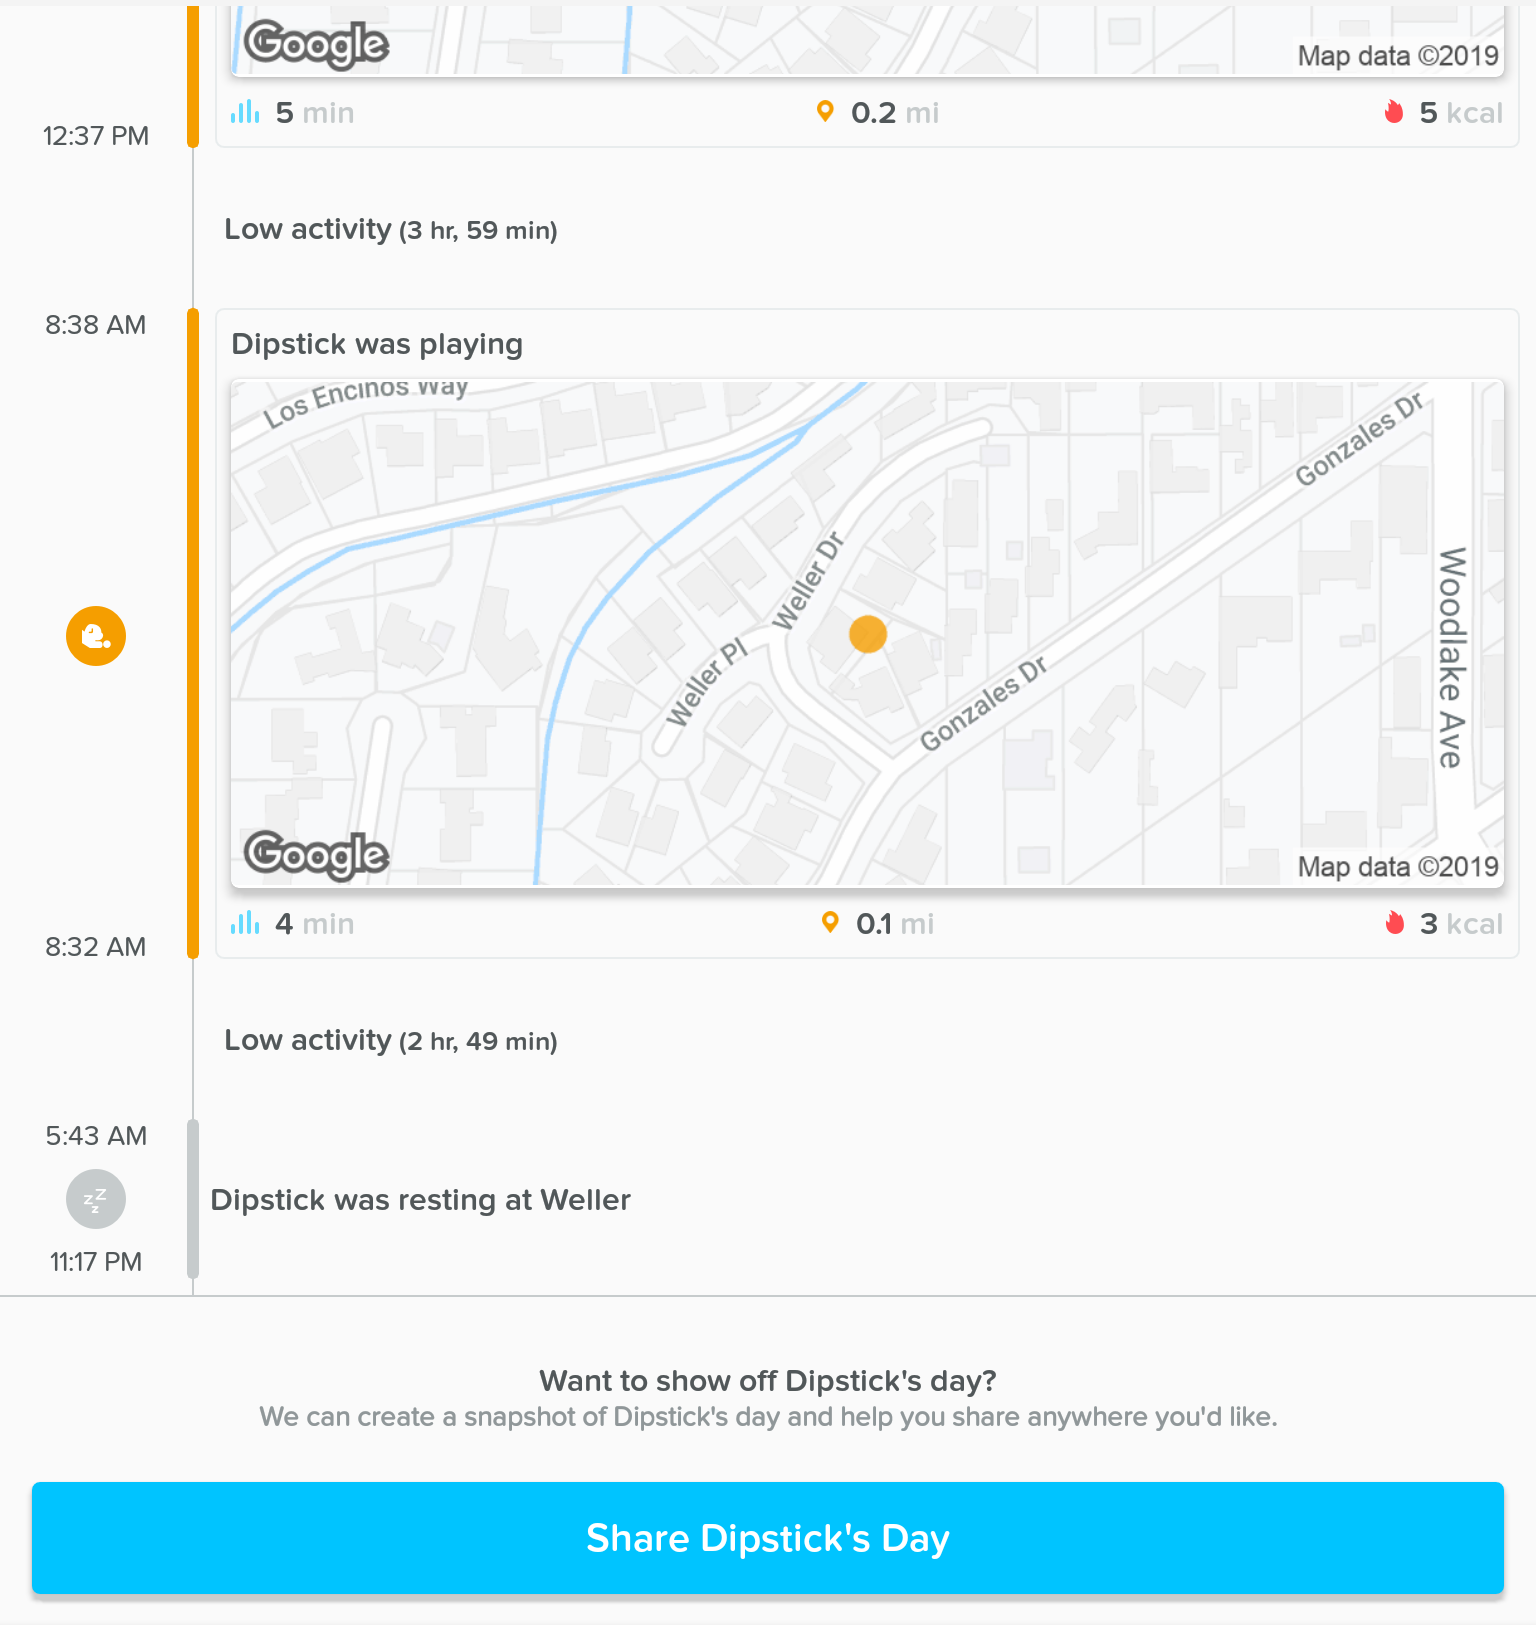 Google
Map data ©2019
5 min
0.2 mi
5 kcal
12:37 PM
Low activity (3 hr, 59 min)
8:38 AM
Dipstick was playing
Los Encinos Way
Gonzales Dr
Weller Dr
Woodlake Ave
Weller Pl
Gonzales Dr
Google
Map data ©2019
4 min
0.1 mi
3 kcal
8:32 AM
Low activity (2 hr, 49 min)
5:43 AM
zzz
Dipstick was resting at Weller
11:17 PM
Want to show off Dipstick's day?
We can create a snapshot of Dipstick's day and help you share anywhere you'd like.
Share Dipstick's Day